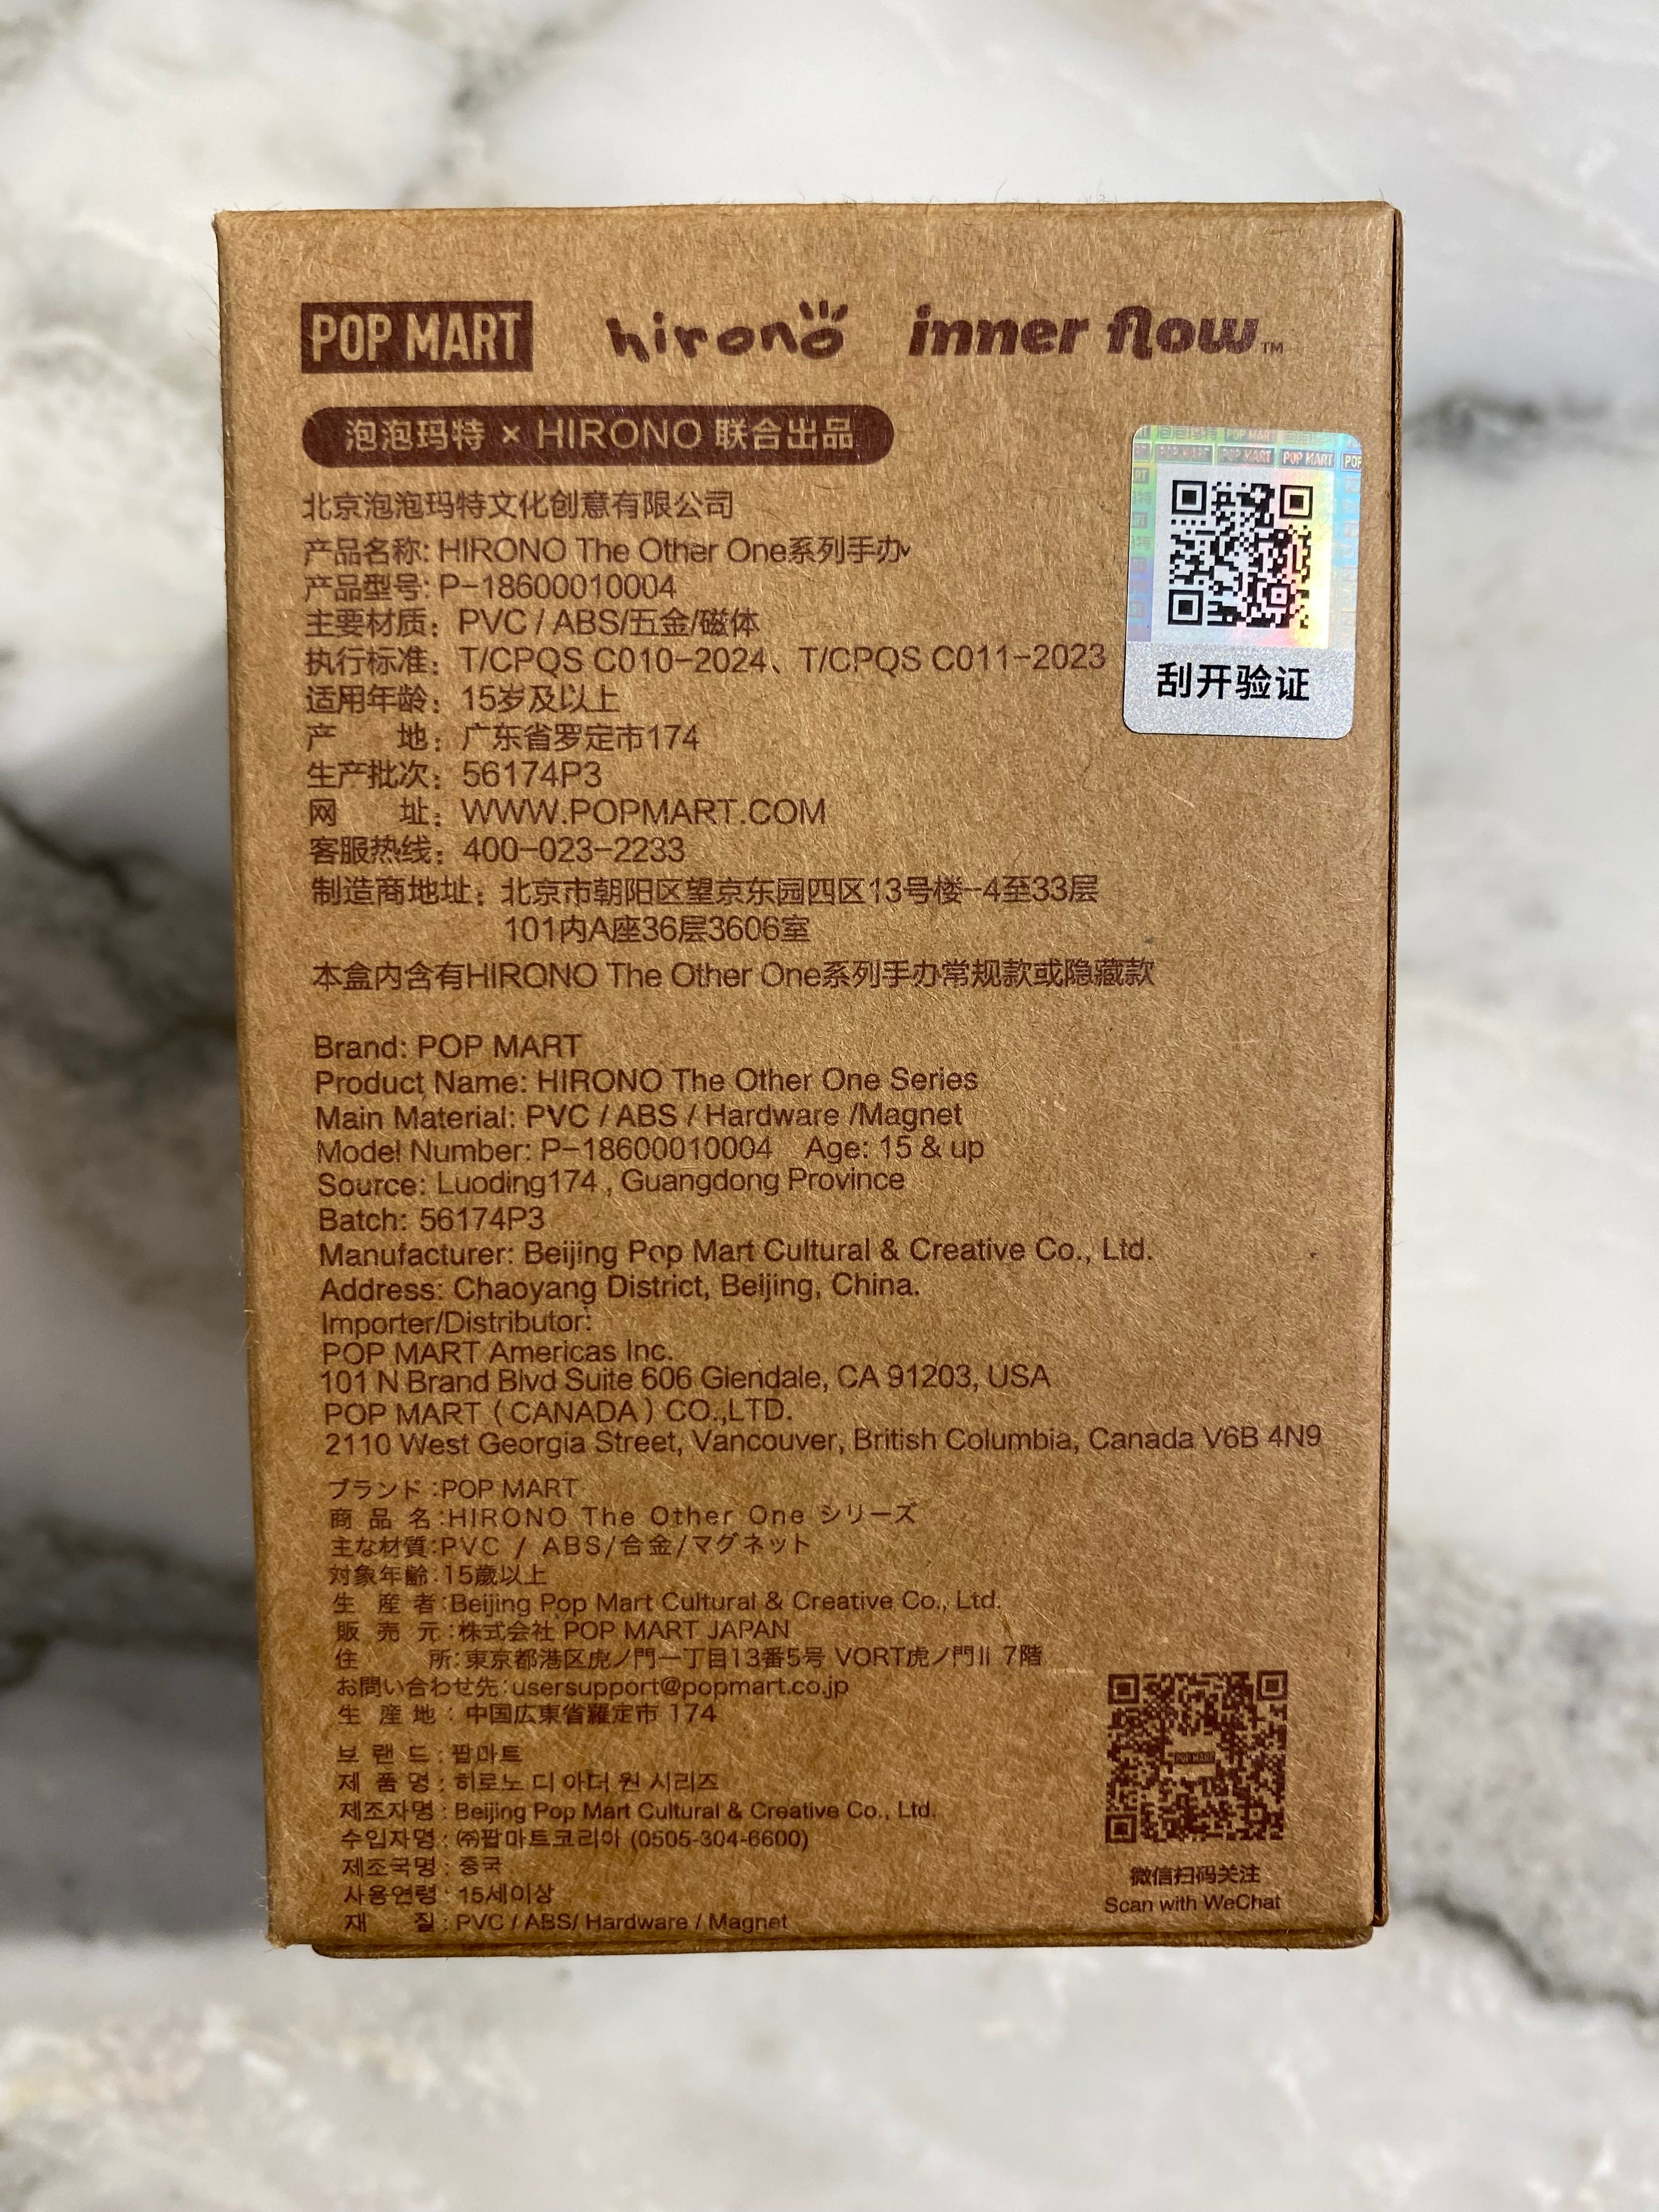 POP MART hirono inner flow™
泡泡玛特 × HIRONO 联合出品
北京泡泡玛特文化创意有限公司
产品名称: HIRONO The Other One系列手办
产品型号: P-18600010004
主要材质：PVC / ABS/五金/磁体
执行标准：T/CPQS C010-2024、T/CPQS C011-2023
适用年龄：15岁及以上
产 地：广东省罗定市174
生产批次：56174P3
网 址：WWW.POPMART.COM
客服热线：400-023-2233
制造商地址：北京市朝阳区望京东园四区13号楼-4至33层
101内A座36层3606室
本盒内含有HIRONO The Other One系列手办常规款或隐藏款
POP MART POP MART POP MART
刮开验证
Brand: POP MART
Product Name: HIRONO The Other One Series
Main Material: PVC / ABS / Hardware /Magnet
Model Number: P-18600010004 Age: 15 & up
Source: Luoding174 , Guangdong Province
Batch: 56174P3
Manufacturer: Beijing Pop Mart Cultural & Creative Co., Ltd.
Address: Chaoyang District, Beijing, China.
Importer/Distributor:
POP MART Americas Inc.
101 N Brand Blvd Suite 606 Glendale, CA 91203, USA
POP MART ( CANADA ) CO.,LTD.
2110 West Georgia Street, Vancouver, British Columbia, Canada V6B 4N9
ブランド:POP MART
商品名:HIRONO The Other One シリーズ
主な材質:PVC / ABS/合金/マグネット
対象年齢:15歳以上
生産者:Beijing Pop Mart Cultural & Creative Co., Ltd.
販売元:株式会社 POP MART JAPAN
住 所:東京都港区虎ノ門一丁目13番5号 VORT虎ノ門II 7階
お問い合わせ先:usersupport@popmart.co.jp
生産地：中国広東省羅定市 174
브랜드 : 팝마트
제품명 : 히로노 디 아더 원 시리즈
제조자명 : Beijing Pop Mart Cultural & Creative Co., Ltd.
수입자명 : ㈜팝마트코리아 (0505-304-6600)
제조국명 : 중국
사용연령 : 15세이상
재 질 : PVC / ABS/ Hardware / Magnet
POP MART
微信扫码关注
Scan with WeChat